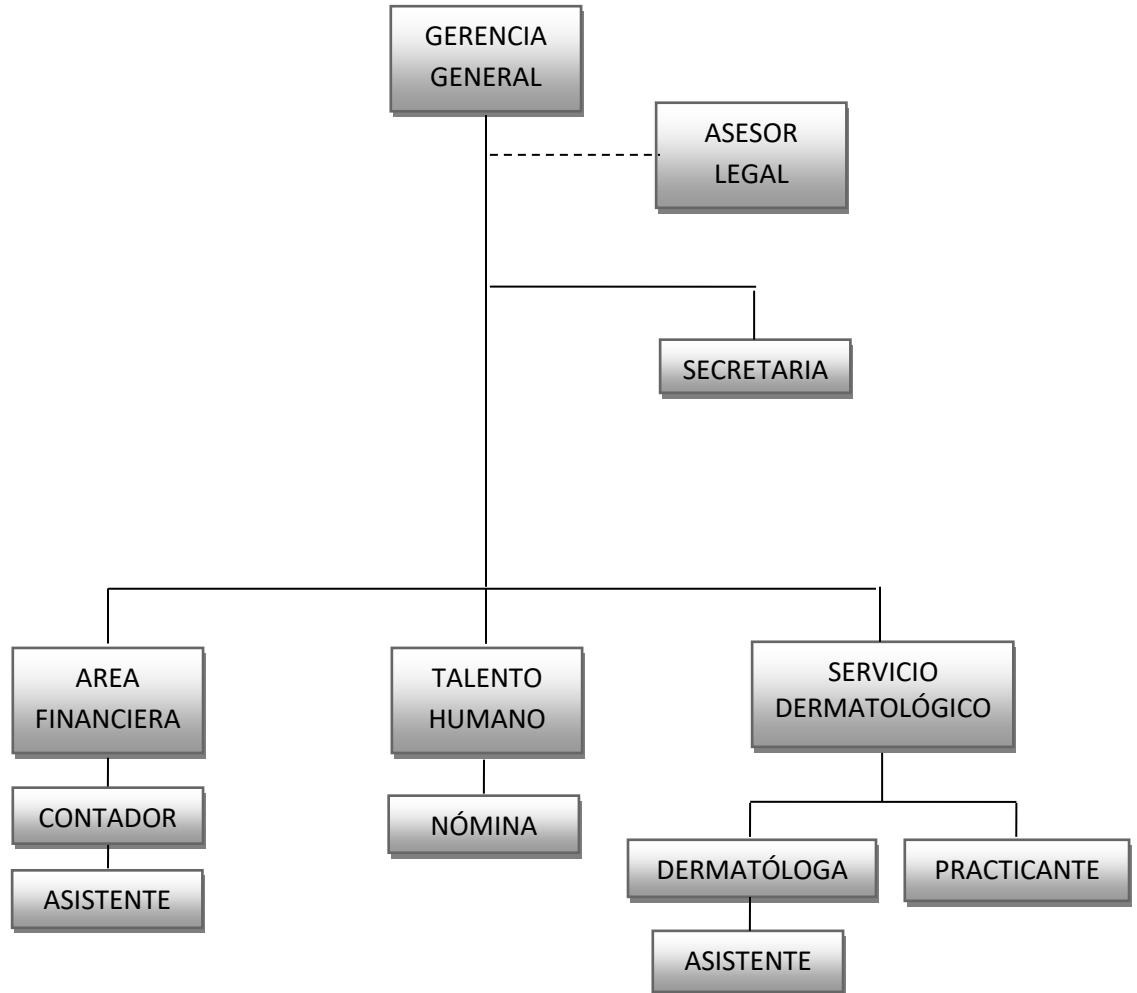 GERENCIA
GENERAL
ASESOR
LEGAL
SECRETARIA
AREA
FINANCIERA
TALENTO
HUMANO
SERVICIO
DERMATOLÓGICO
CONTADOR
NÓMINA
DERMATÓLOGA
PRACTICANTE
ASISTENTE
ASISTENTE